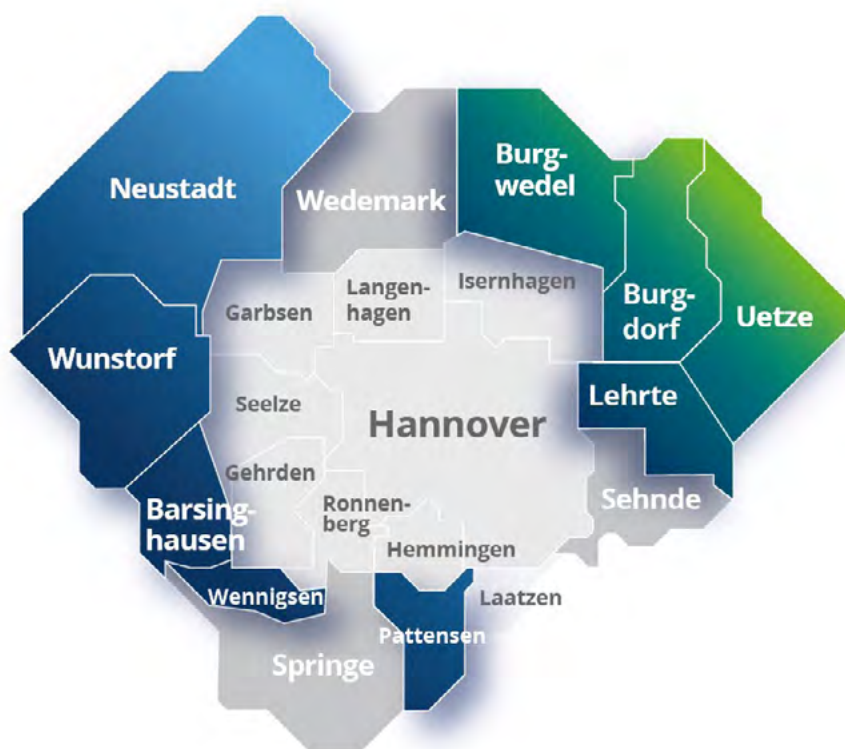 Neustadt
Wedemark
Burg-
wedel
Garbsen
Langen-
hagen
Isernhagen
Burg-
dorf
Uetze
Wunstorf
Seelze
Hannover
Lehrte
Gehrden
Ronnen-
berg
Sehnde
Barsing-
hausen
Hemmingen
Wennigsen
Laatzen
Pattensen
Springe